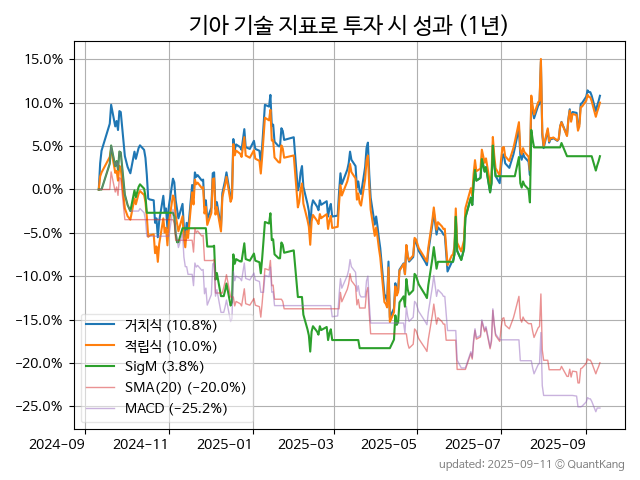 기아 기술 지표로 투자 시 성과 (1년)
15.0%
10.0%
5.0%
0.0%
−5.0%
−10.0%
−15.0%
−20.0%
−25.0%
거치식 (10.8%)
적립식 (10.0%)
SigM (3.8%)
SMA(20) (−20.0%)
MACD (−25.2%)
2024-09 2024-11 2025-01 2025-03 2025-05 2025-07 2025-09
updated: 2025-09-11 © QuantKang